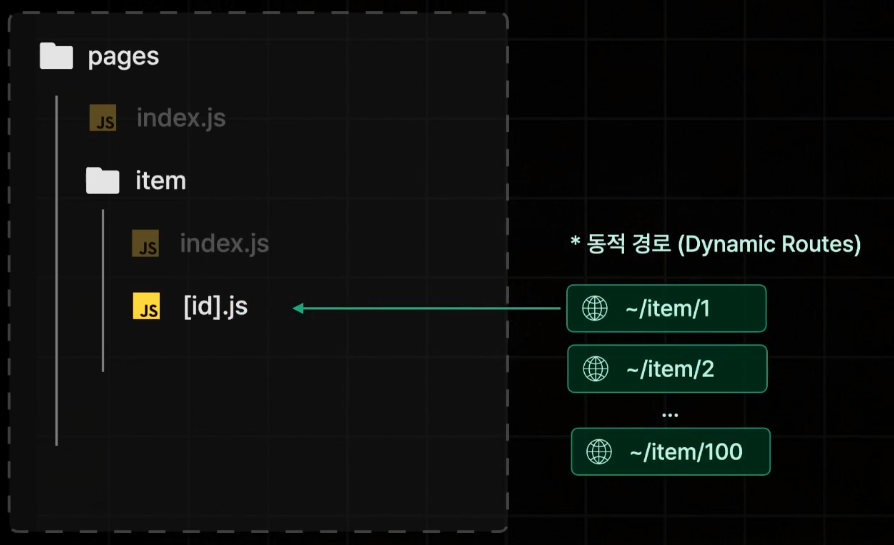 pages
JS index.js
item
JS index.js
* 동적 경로 (Dynamic Routes)
JS [id].js
~/item/1
~/item/2
...
~/item/100